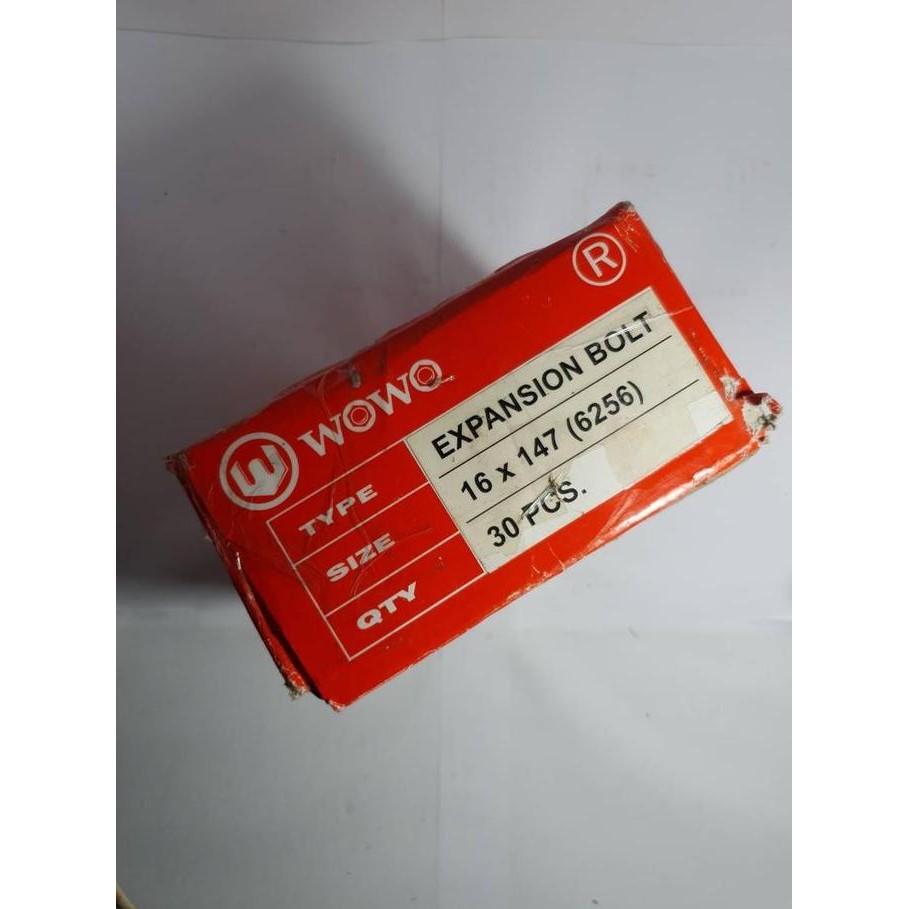 ®
W WOWO
TYPE EXPANSION BOLT
SIZE 16 x 147 (6256)
QTY 30 PCS.